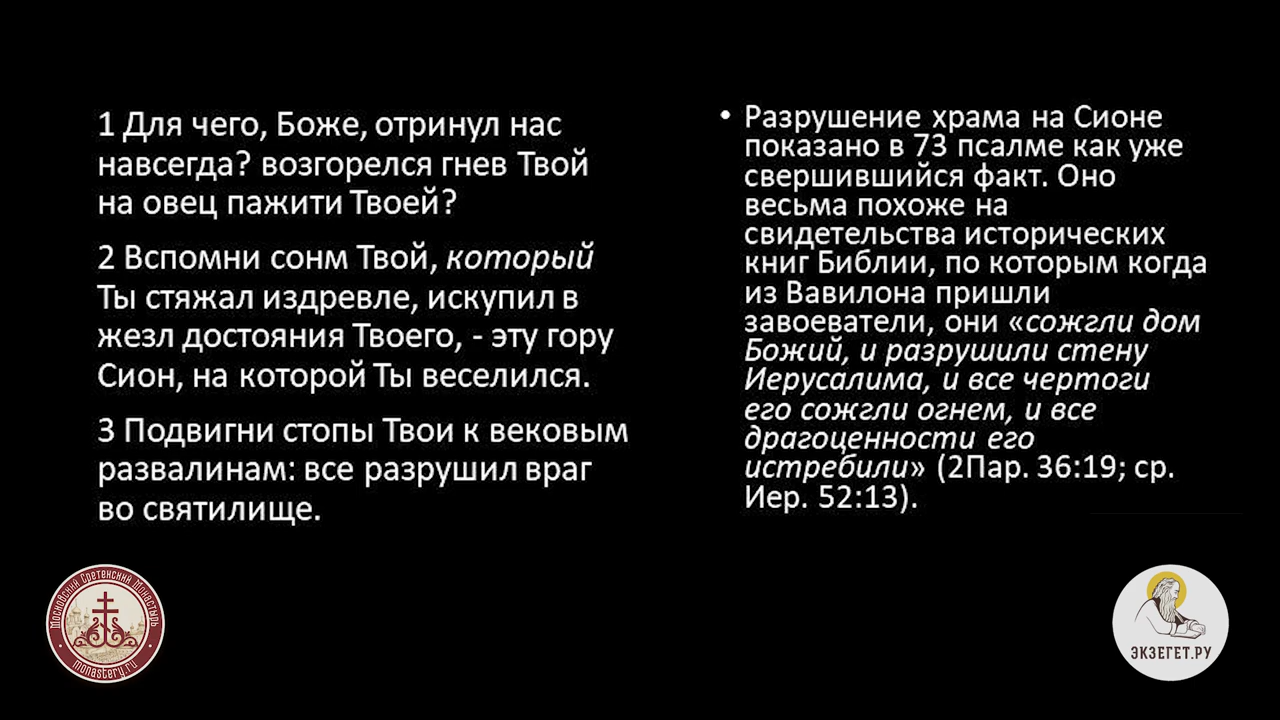 1 Для чего, Боже, отринул нас
навсегда? возгорелся гнев Твой
на овец пажити Твоей?
2 Вспомни сонм Твой, который
Ты стяжал издревле, искупил в
жезл достояния Твоего, - эту гору
Сион, на которой Ты веселился.
3 Подвигни стопы Твои к вековым
развалинам: все разрушил враг
во святилище.
• Разрушение храма на Сионе
показано в 73 псалме как уже
свершившийся факт. Оно
весьма похоже на
свидетельства исторических
книг Библии, по которым когда
из Вавилона пришли
завоеватели, они «сожгли дом
Божий, и разрушили стену
Иерусалима, и все чертоги
его сожгли огнем, и все
драгоценности его
истребили» (2Пар. 36:19; ср.
Иер. 52:13).
Московский Сретенский Монастырь
monastery.ru
ЭКЗЕГЕТ.РУ